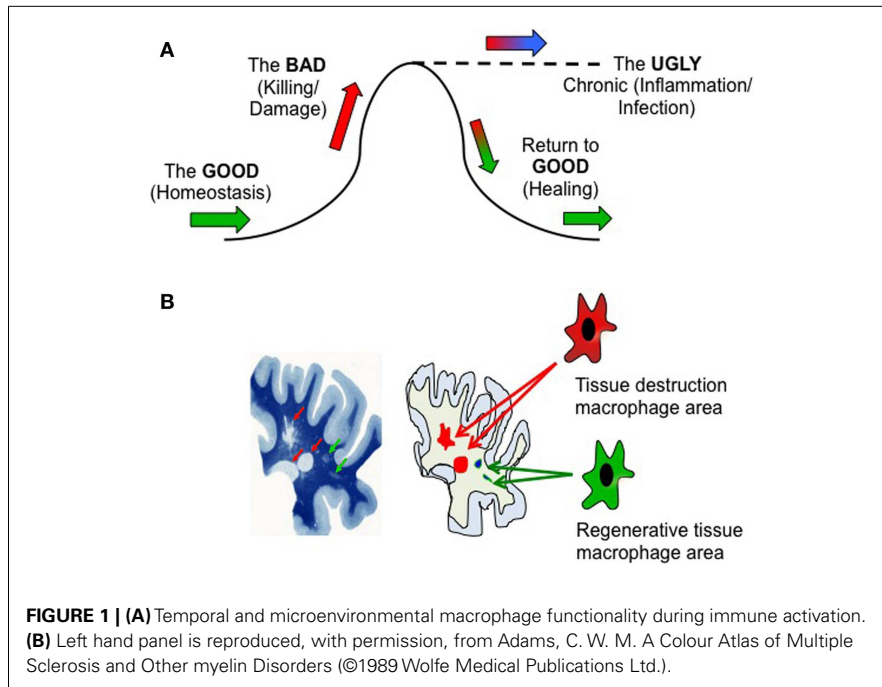 A
The BAD
(Killing/
Damage)
The UGLY
Chronic (Inflammation/
Infection)
The GOOD
(Homeostasis)
Return to
GOOD
(Healing)
B
Tissue destruction
macrophage area
Regenerative tissue
macrophage area
FIGURE 1 | (A) Temporal and microenvironmental macrophage functionality during immune activation.
(B) Left hand panel is reproduced, with permission, from Adams, C. W. M. A Colour Atlas of Multiple
Sclerosis and Other myelin Disorders (©1989 Wolfe Medical Publications Ltd.).